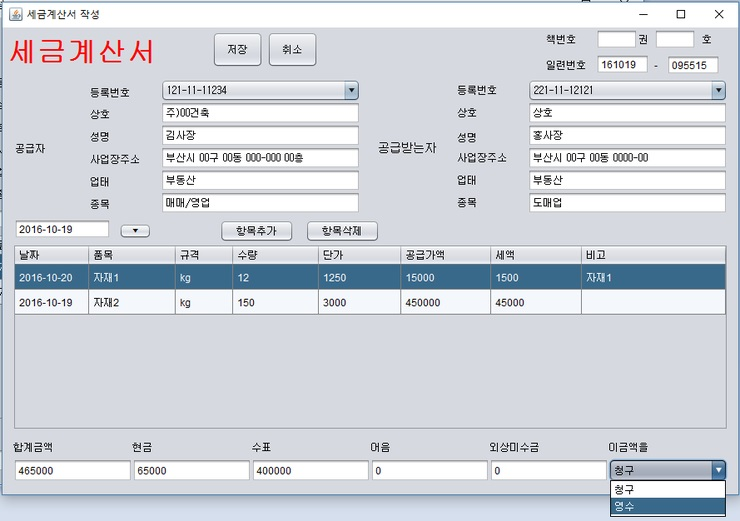 세금계산서 작성
세금계산서
저장 취소
책번호 권 호
일련번호 161019 - 095515
공급자
등록번호 121-11-11234
상호 주)00건축
성명 김사장
사업장주소 부산시 00구 00동 000-000 00층
업태 부동산
종목 매매/영업
공급받는자
등록번호 221-11-12121
상호 상호
성명 홍사장
사업장주소 부산시 00구 00동 0000-00
업태 부동산
종목 도매업
2016-10-19 항목추가 항목삭제
날짜 품목 규격 수량 단가 공급가액 세액 비고
2016-10-20 자재1 kg 12 1250 15000 1500 자재1
2016-10-19 자재2 kg 150 3000 450000 45000
합계금액 현금 수표 어음 외상미수금 이금액을
465000 65000 400000 0 0 청구
청구
영수